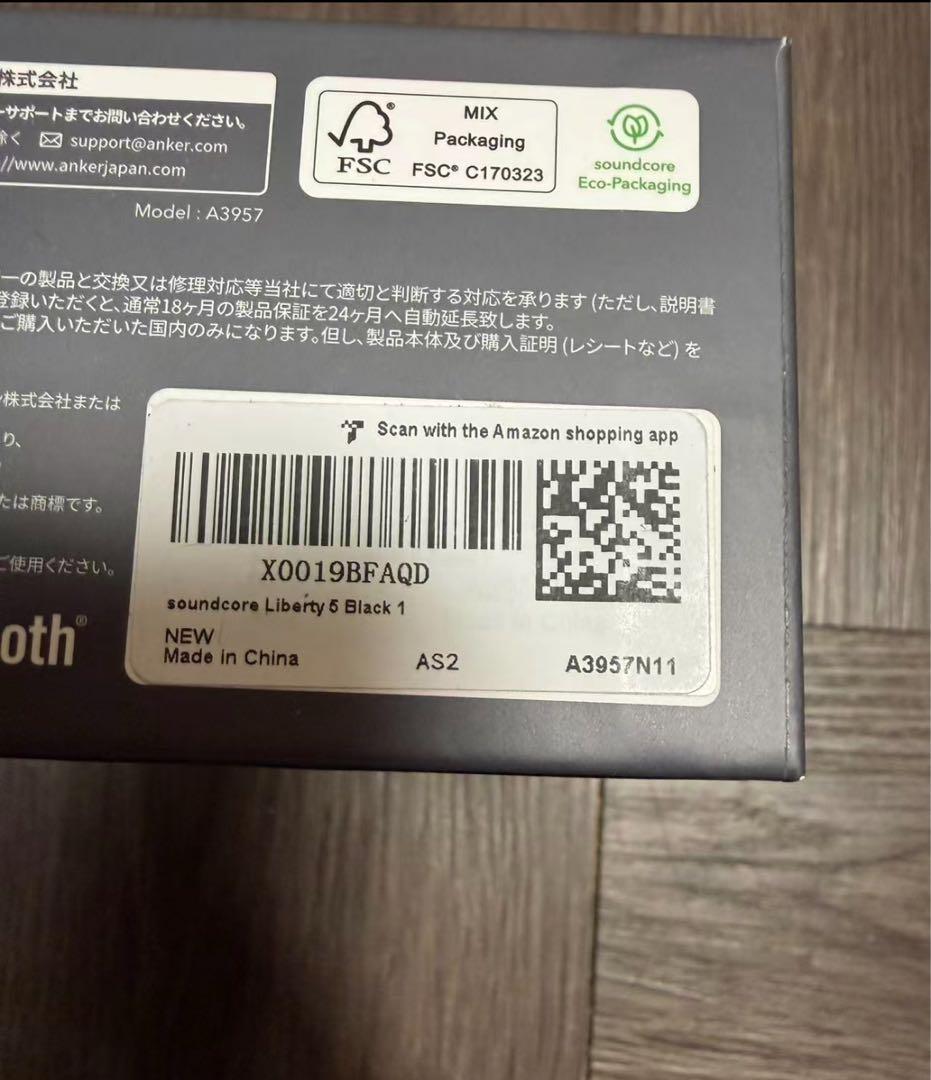 株式会社
ーサポートまでお問い合わせください。
除く support@anker.com
//www.ankerjapan.com
Model : A3957
FSC®
MIX
Packaging
FSC® C170323
soundcore
Eco-Packaging
ーの製品と交換又は修理対応等当社にて適切と判断する対応を承ります (ただし、説明書
登録いただくと、通常18ヶ月の製品保証を24ヶ月へ自動延長致します。
ご購入いただいた国内のみになります。但し、製品本体及び購入証明 (レシートなど) を
株式会社または
り、
たは商標です。
ご使用ください。
oth®
Scan with the Amazon shopping app
X0019BFAQD
soundcore Liberty 5 Black 1
NEW
Made in China
AS2
A3957N11